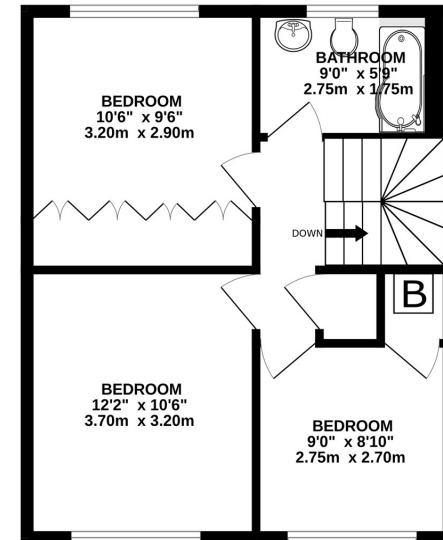 BEDROOM
10'6" x 9'6"
3.20m x 2.90m
BATHROOM
9'0" x 5'9"
2.75m x 1.75m
DOWN
B
BEDROOM
12'2" x 10'6"
3.70m x 3.20m
BEDROOM
9'0" x 8'10"
2.75m x 2.70m